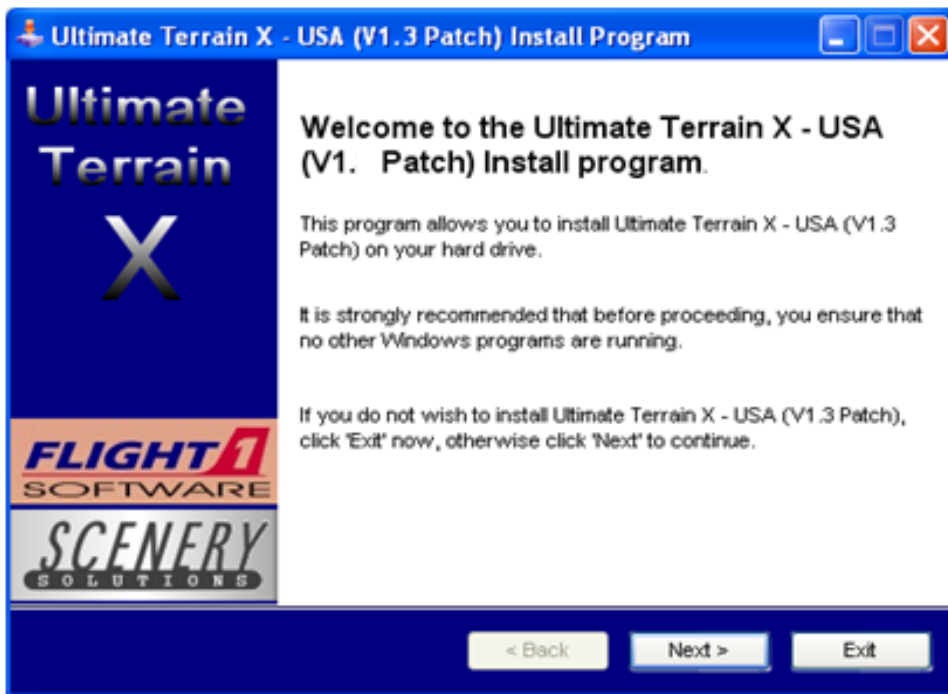 Ultimate Terrain X - USA (V1.3 Patch) Install Program
Ultimate
Terrain
X
Welcome to the Ultimate Terrain X - USA
(V1.   Patch) Install program.
This program allows you to install Ultimate Terrain X - USA (V1.3
Patch) on your hard drive.
It is strongly recommended that before proceeding, you ensure that
no other Windows programs are running.
If you do not wish to install Ultimate Terrain X - USA (V1.3 Patch),
click 'Exit' now, otherwise click 'Next' to continue.
FLIGHT1
SOFTWARE
SCENERY
SOLUTIONS
< Back
Next >
Exit